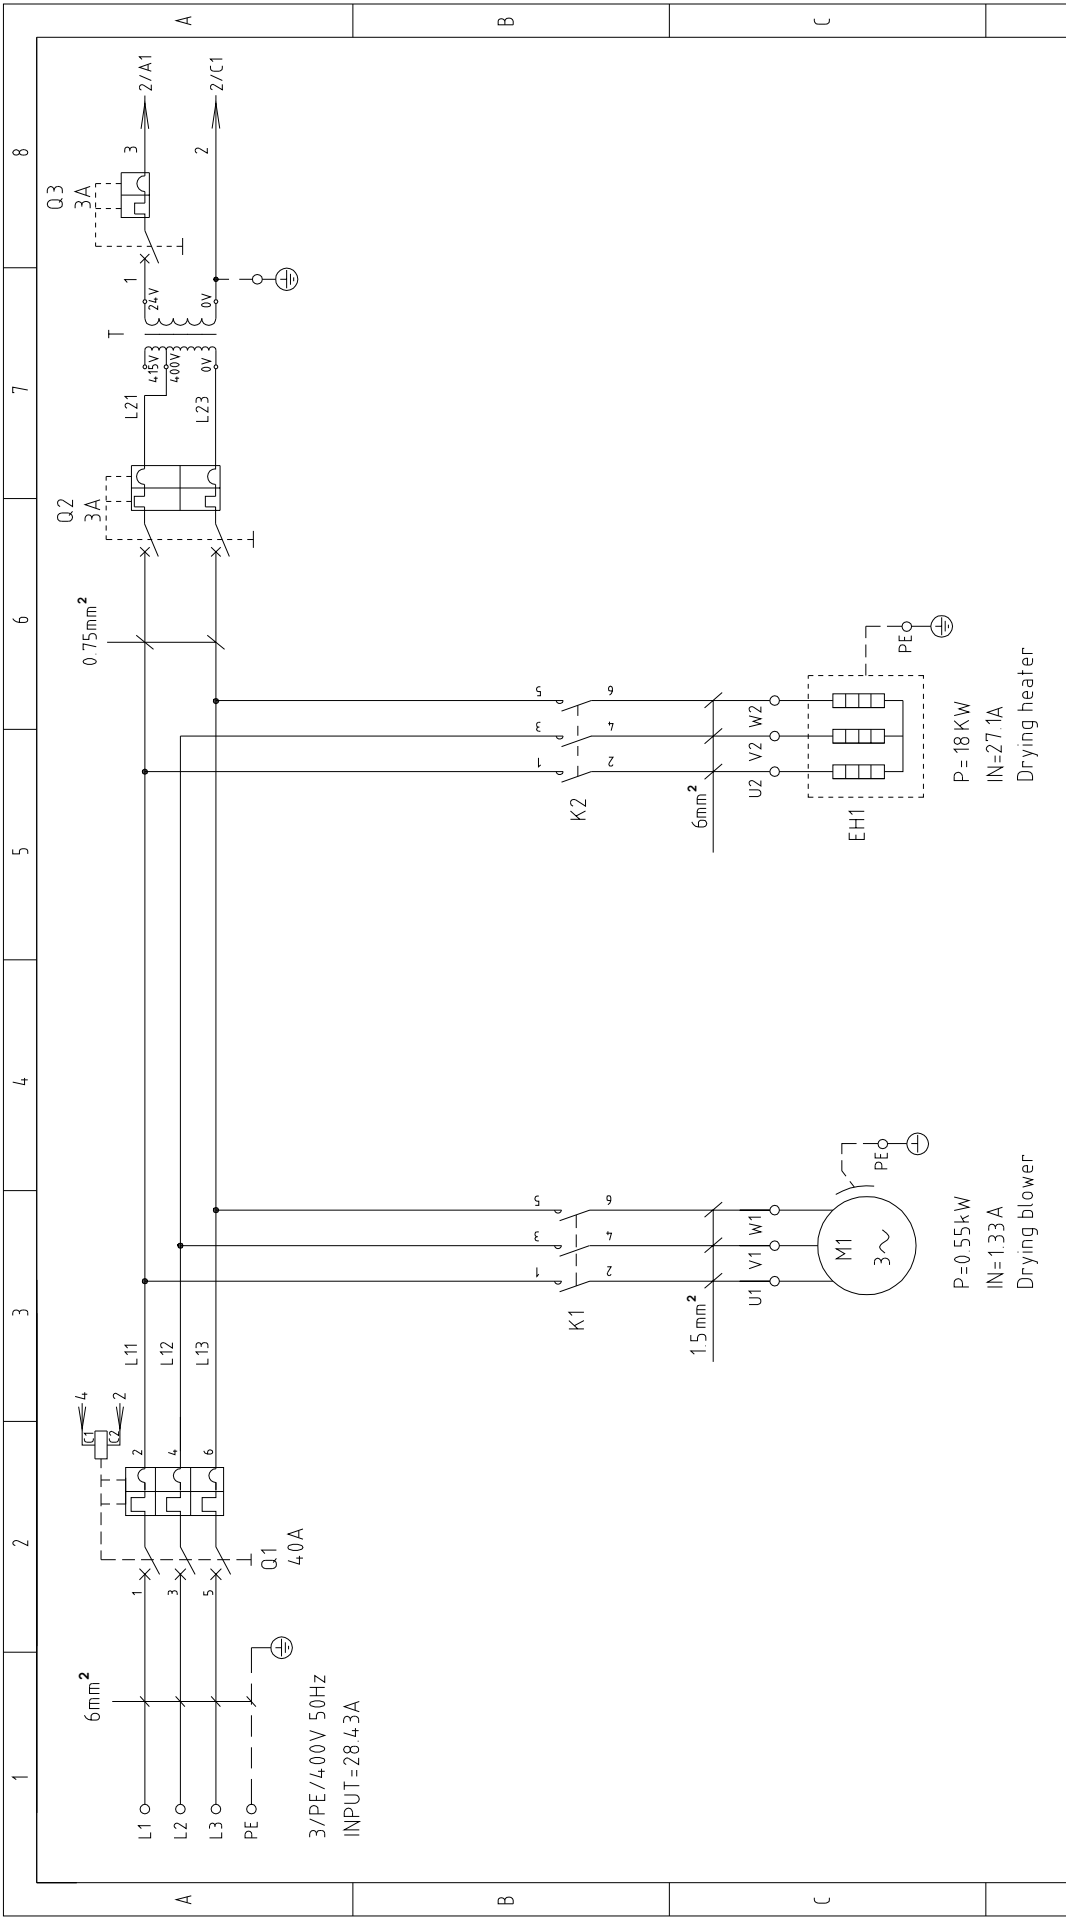 1
2
3
4
5
6
7
8
A
A
B
B
C
C
L1
L2
L3
PE
6mm²
3/PE/400V 50Hz
INPUT=28.43A
1
3
5
Q1
40A
2
4
6
C1
C2
4
2
L11
L12
L13
1
3
5
2
4
6
K1
1.5mm²
U1
V1
W1
M1
3~
PE
P=0.55kW
IN=1.33A
Drying blower
1
3
5
2
4
6
K2
6mm²
U2
V2
W2
EH1
PE
P=18KW
IN=27.1A
Drying heater
0.75mm²
Q2
3A
L21
L23
415V
400V
0V
T
24V
0V
1
Q3
3A
3
2
2/A1
2/C1